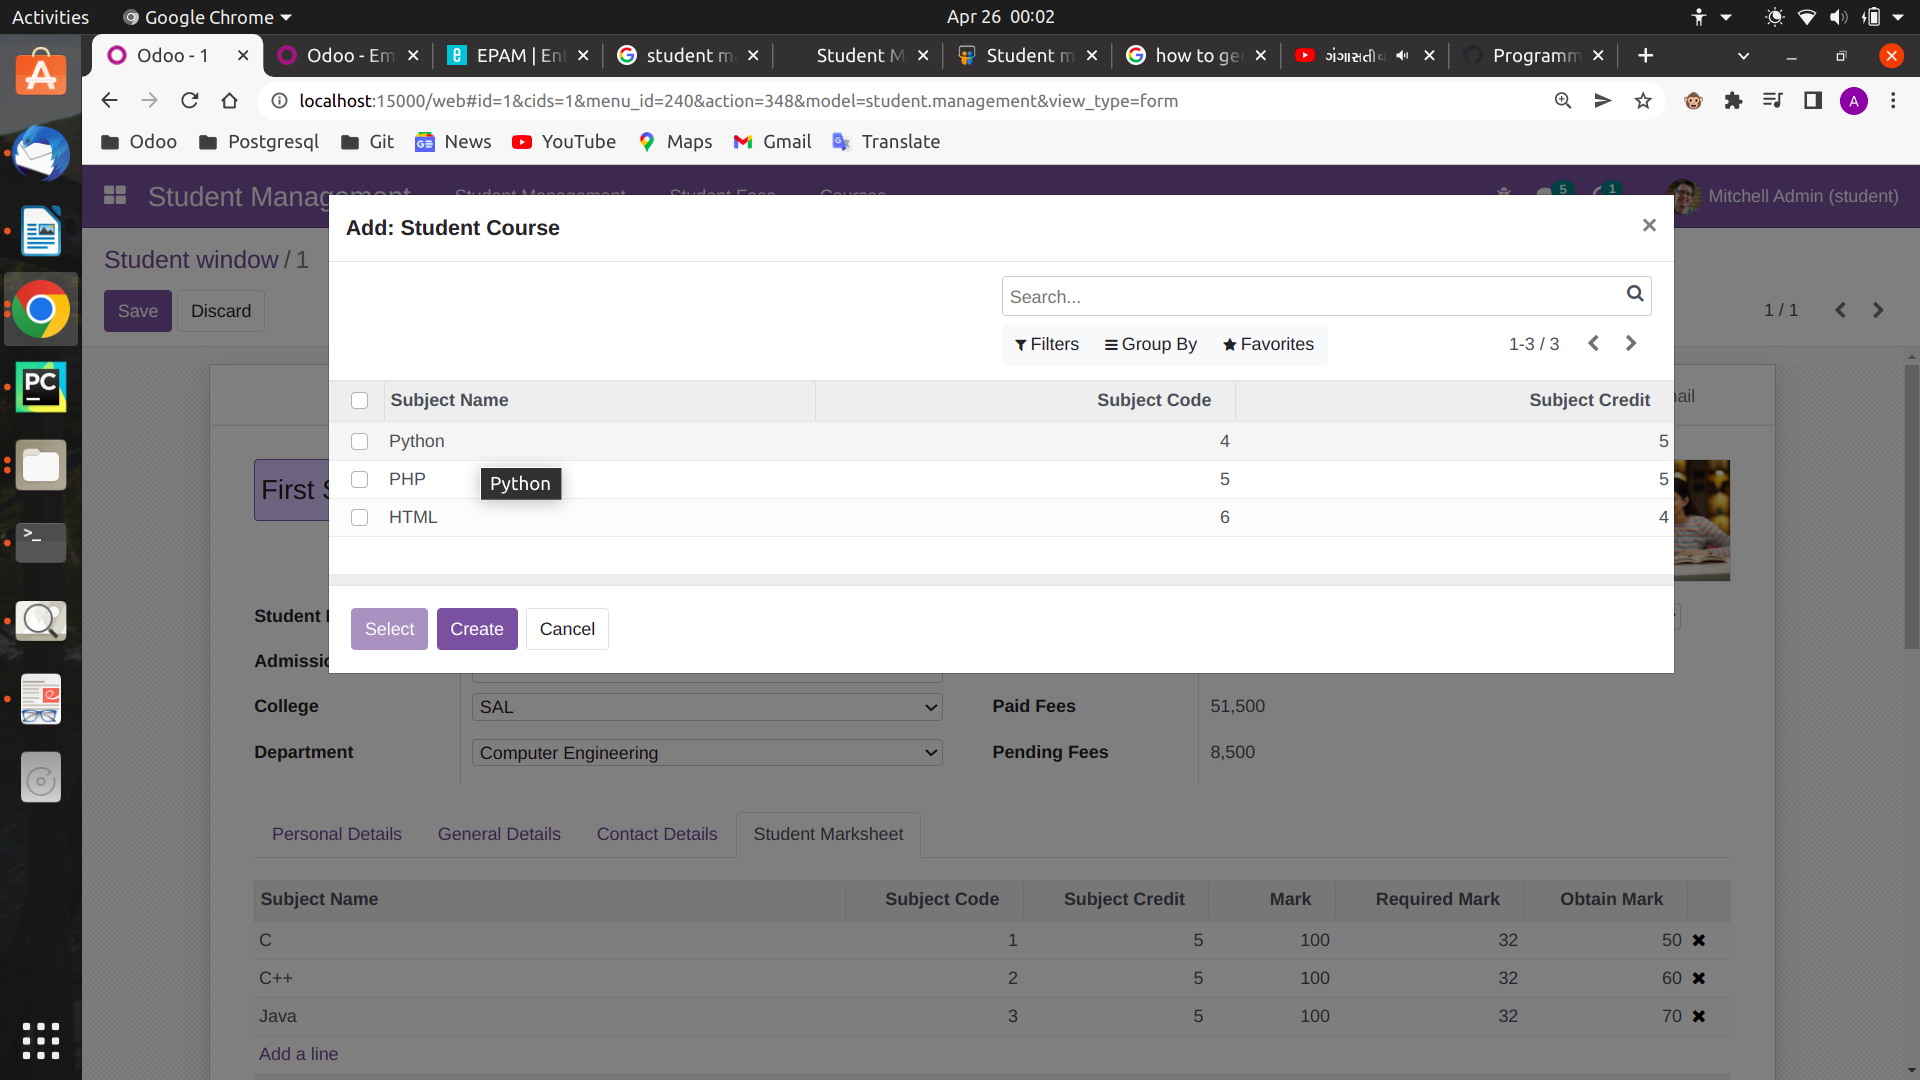 Activities Google Chrome Apr 26 00:02
Odoo - 1 Odoo - Em EPAM | Ent student m Student M Student m how to ge ગંગાસતી Programm
localhost:15000/web#id=1&cids=1&menu_id=240&action=348&model=student.management&view_type=form A
Odoo Postgresql Git News YouTube Maps Gmail Translate
Student Management Student Management Student Fees Courses 5 1 Mitchell Admin (student)
Add: Student Course ×
Student window / 1
Search...
Save Discard 1 / 1
Filters Group By Favorites 1-3 / 3
Subject Name Subject Code Subject Credit
ail
Python 4 5
PHP 5 5
Python
First S
HTML 6 4
Student
Select Create Cancel
Admissio
College SAL Paid Fees 51,500
Department Computer Engineering Pending Fees 8,500
Personal Details General Details Contact Details Student Marksheet
Subject Name Subject Code Subject Credit Mark Required Mark Obtain Mark
C 1 5 100 32 50
C++ 2 5 100 32 60
Java 3 5 100 32 70
Add a line